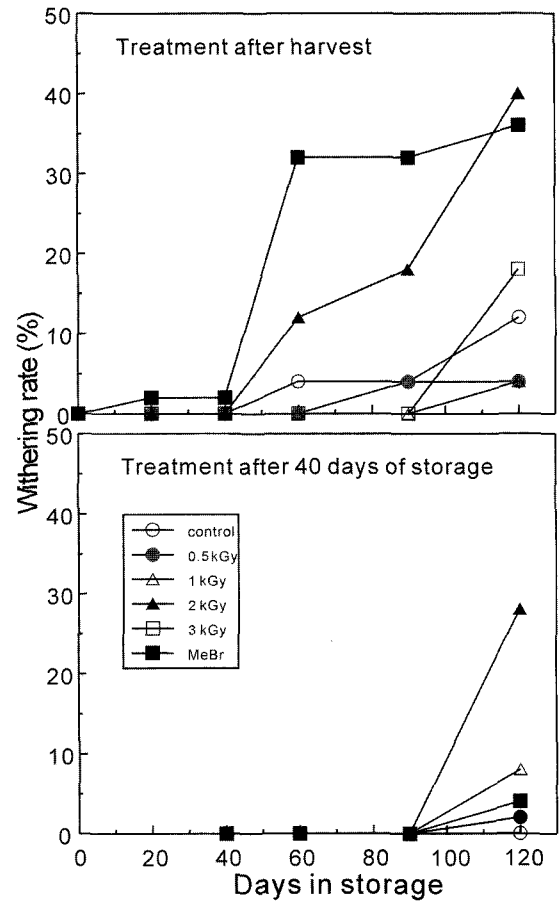 50
Treatment after harvest
40
30
20
10
0
50
Treatment after 40 days of storage
40
control
0.5 kGy
30
1 kGy
2 kGy
20
3 kGy
MeBr
10
0
0 20 40 60 80 100 120
Days in storage
Withering rate (%)